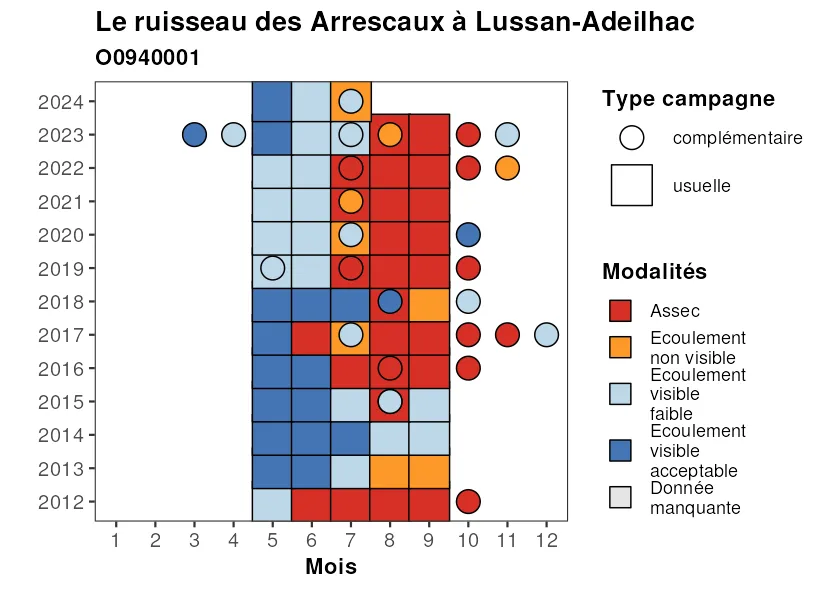 Le ruisseau des Arrescaux à Lussan-Adeilhac
O0940001
2024
2023
2022
2021
2020
2019
2018
2017
2016
2015
2014
2013
2012
1 2 3 4 5 6 7 8 9 10 11 12
Mois
Type campagne
complémentaire
usuelle
Modalités
Assec
Ecoulement
non visible
Ecoulement
visible
faible
Ecoulement
visible
acceptable
Donnée
manquante